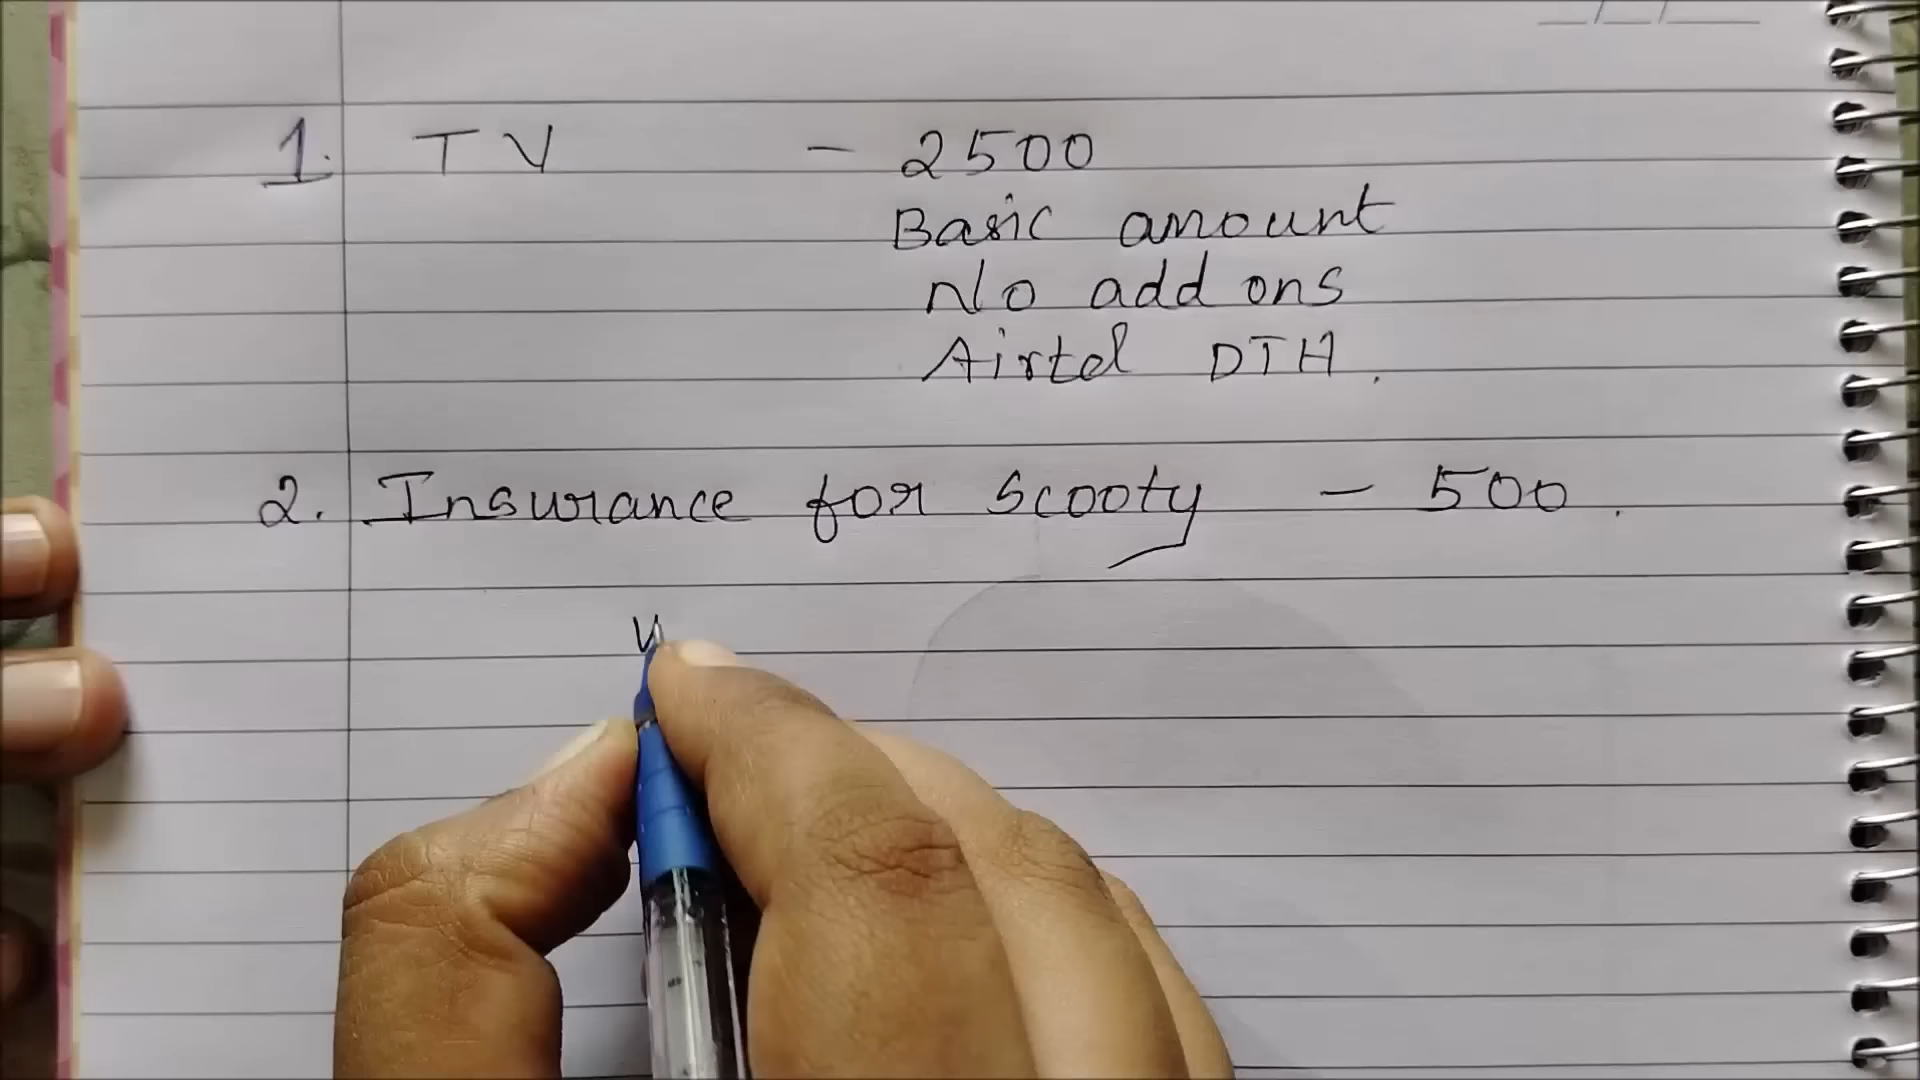 1. TV - 2500
Basic amount
No add ons
Airtel DTH.
2. Insurance for Scooty - 500.